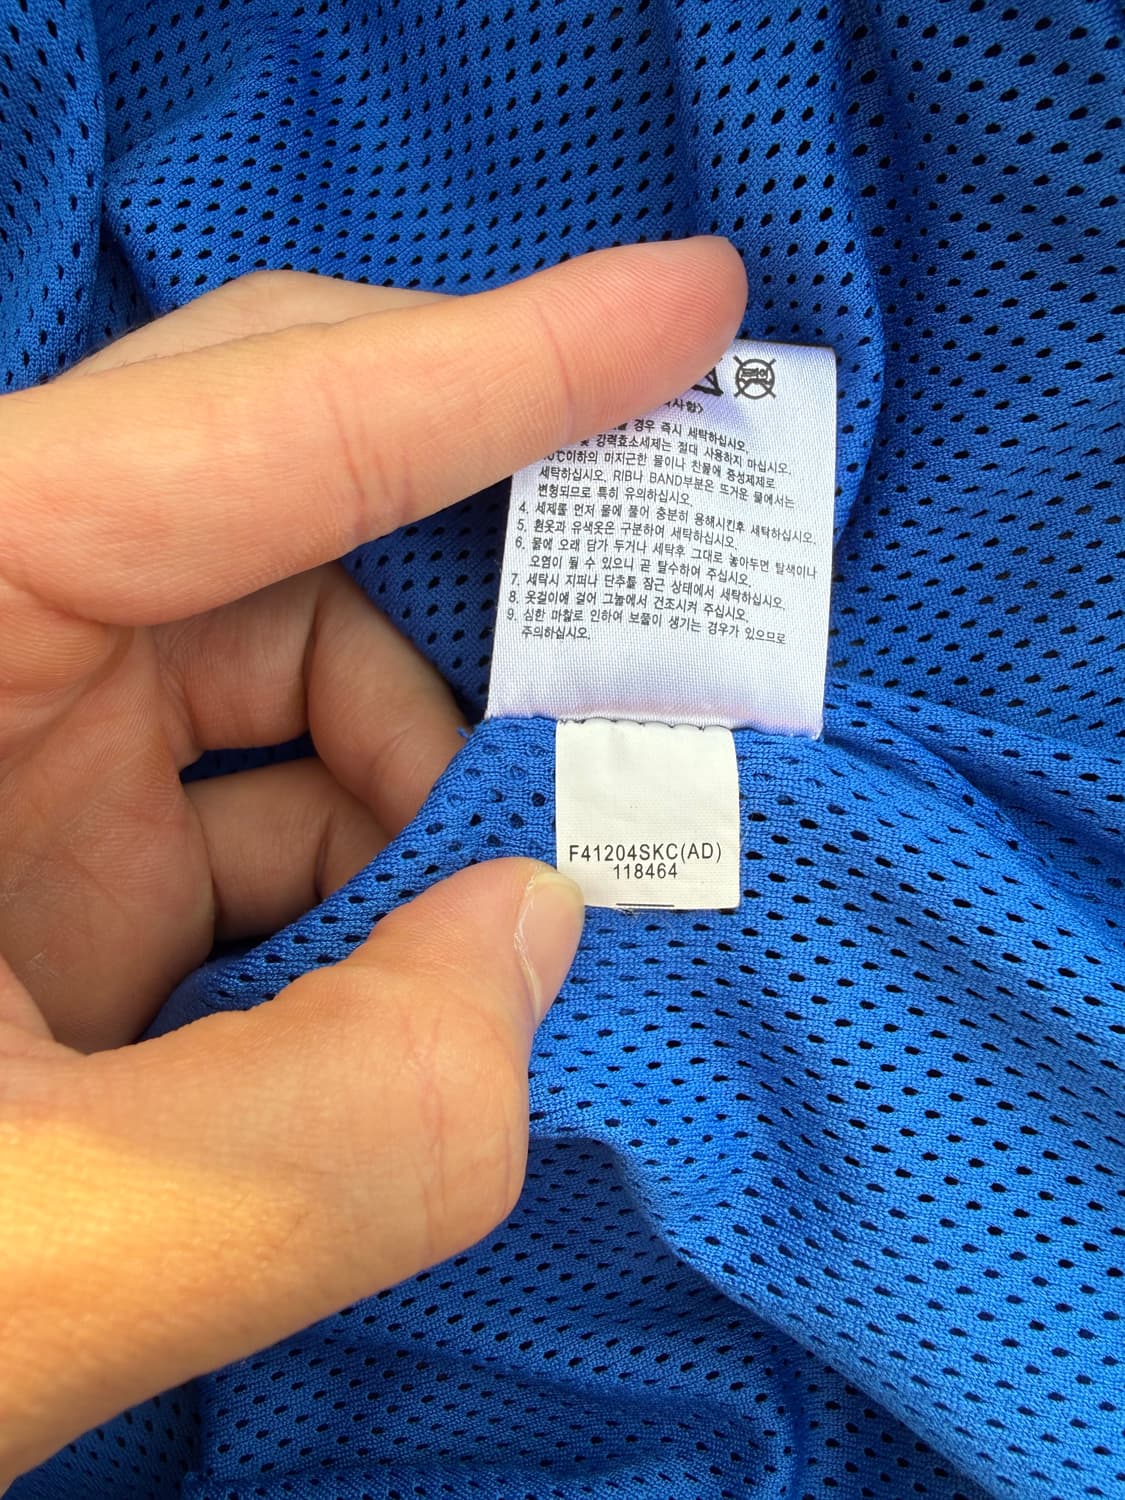 드라이
사항>
경우 즉시 세탁하십시오.
및 강력효소세제는 절대 사용하지 마십시오.
0℃이하의 미지근한 물이나 찬물에 중성제제로
세탁하십시오. RIB나 BAND부분은 뜨거운 물에서는
변형되므로 특히 유의하십시오.
4. 세제를 먼저 물에 풀어 충분히 용해시킨후 세탁하십시오.
5. 흰옷과 유색옷은 구분하여 세탁하십시오.
6. 물에 오래 담가 두거나 세탁후 그대로 놓아두면 탈색이나
오염이 될 수 있으니 곧 탈수하여 주십시오.
7. 세탁시 지퍼나 단추를 잠근 상태에서 세탁하십시오.
8. 옷걸이에 걸어 그늘에서 건조시켜 주십시오.
9. 심한 마찰로 인하여 보풀이 생기는 경우가 있으므로
주의하십시오.
F41204SKC(AD)
118464